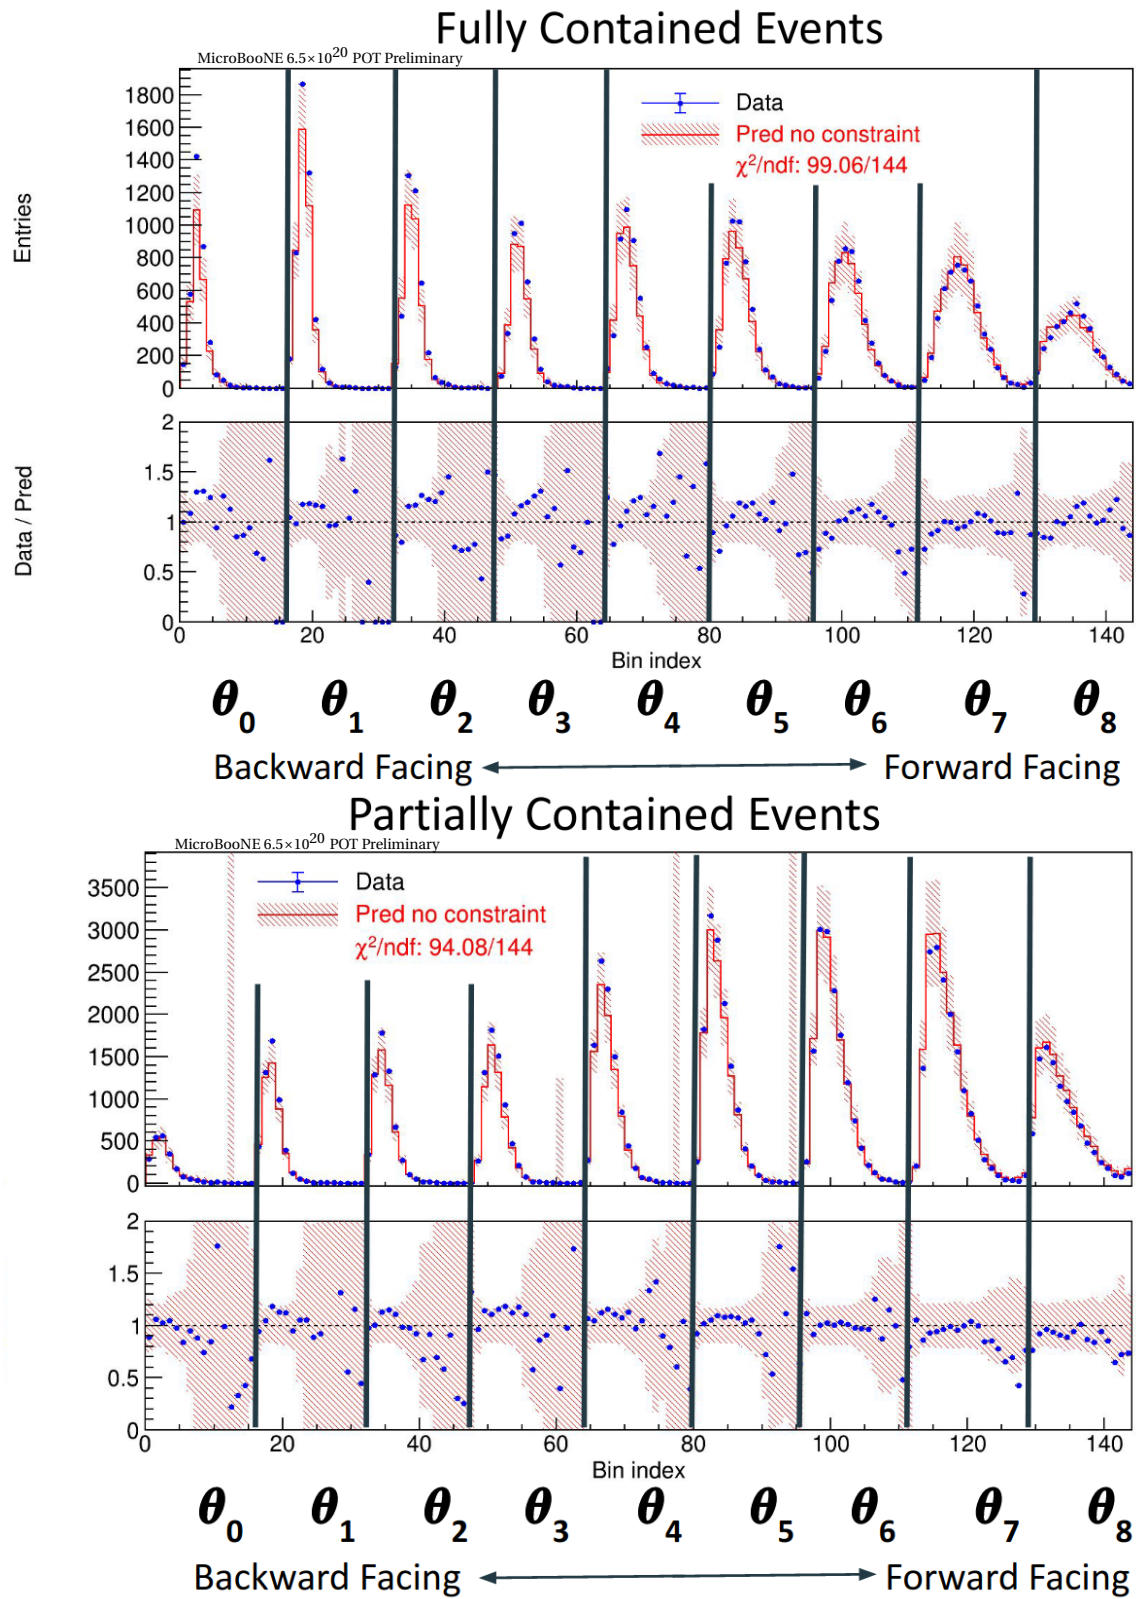 Fully Contained Events
MicroBooNE 6.5×10²⁰ POT Preliminary
Entries
1800
1600
1400
1200
1000
800
600
400
200
0
Data
Pred no constraint
χ²/ndf: 99.06/144
Data / Pred
2
1.5
1
0.5
0
0 20 40 60 80 100 120 140
Bin index
θ₀ θ₁ θ₂ θ₃ θ₄ θ₅ θ₆ θ₇ θ₈
Backward Facing Forward Facing
Partially Contained Events
MicroBooNE 6.5×10²⁰ POT Preliminary
3500
3000
2500
2000
1500
1000
500
0
Data
Pred no constraint
χ²/ndf: 94.08/144
2
1.5
1
0.5
0
0 20 40 60 80 100 120 140
Bin index
θ₀ θ₁ θ₂ θ₃ θ₄ θ₅ θ₆ θ₇ θ₈
Backward Facing Forward Facing